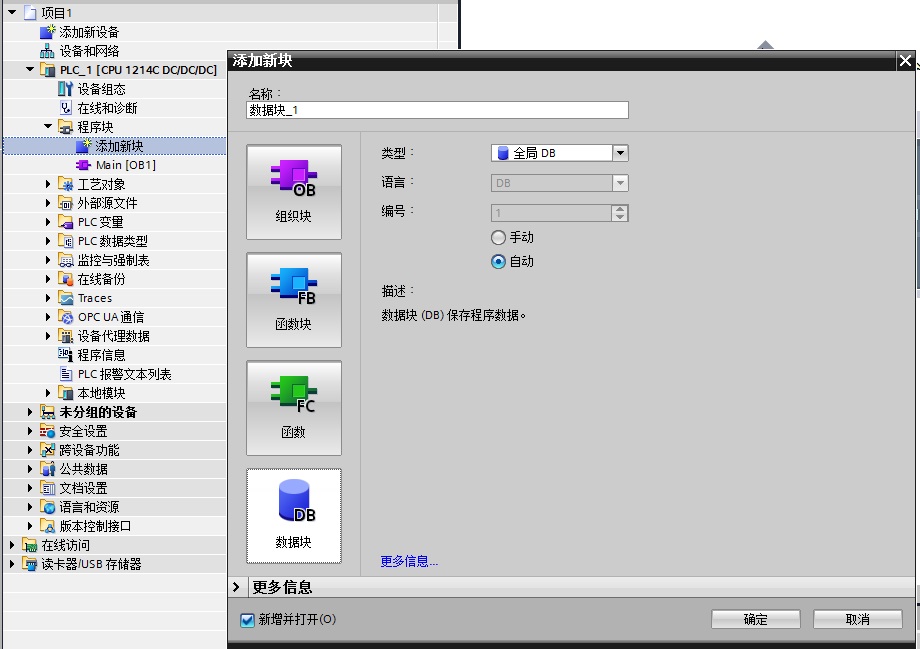 项目1
添加新设备
设备和网络
PLC_1 [CPU 1214C DC/DC/DC]
设备组态
在线和诊断
程序块
添加新块
Main [OB1]
工艺对象
外部源文件
PLC 变量
PLC 数据类型
监控与强制表
在线备份
Traces
OPC UA 通信
设备代理数据
程序信息
PLC 报警文本列表
本地模块
未分组的设备
安全设置
跨设备功能
公共数据
文档设置
语言和资源
版本控制接口
在线访问
读卡器/USB 存储器
添加新块
名称：
数据块_1
OB
组织块
FB
函数块
FC
函数
DB
数据块
类型：
全局 DB
语言：
DB
编号：
1
手动
自动
描述：
数据块 (DB) 保存程序数据。
更多信息...
更多信息
新增并打开(O)
确定
取消